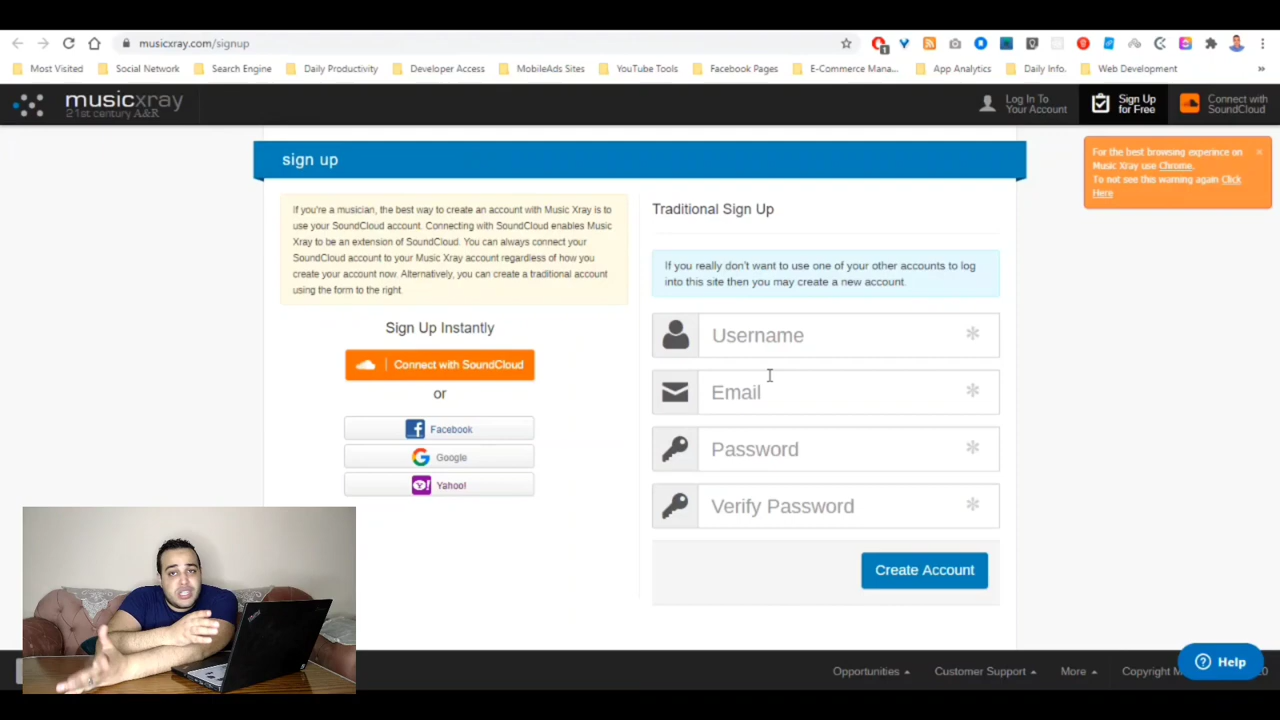 musicxray.com/signup
1
Most Visited
Social Network
Search Engine
Daily Productivity
Developer Access
MobileAds Sites
YouTube Tools
Facebook Pages
E-Commerce Mana...
App Analytics
Daily Info.
Web Development
»
musicxray
21st century A&R
Log In To
Your Account
Sign Up
for Free
Connect with
SoundCloud
For the best browsing experince on
Music Xray use Chrome.
To not see this warning again Click
Here
×
sign up
If you're a musician, the best way to create an account with Music Xray is to
use your SoundCloud account. Connecting with SoundCloud enables Music
Xray to be an extension of SoundCloud. You can always connect your
SoundCloud account to your Music Xray account regardless of how you
create your account now. Alternatively, you can create a traditional account
using the form to the right.
Sign Up Instantly
Connect with SoundCloud
or
Facebook
Google
Yahoo!
Traditional Sign Up
If you really don't want to use one of your other accounts to log
into this site then you may create a new account.
Username *
Email *
Password *
Verify Password *
Create Account
Opportunities
Customer Support
More
Copyright
Help